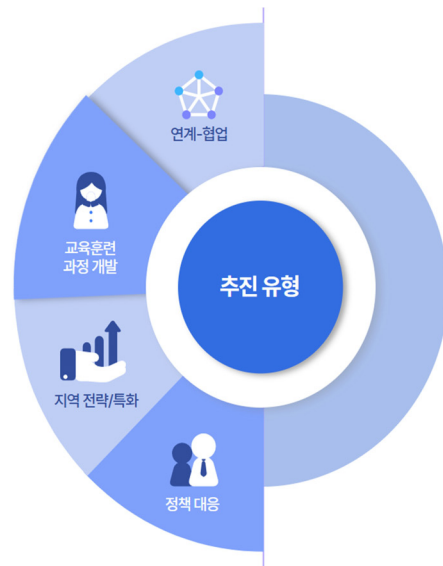 연계-협업
교육훈련
과정 개발
추진 유형
지역 전략/특화
정책 대응